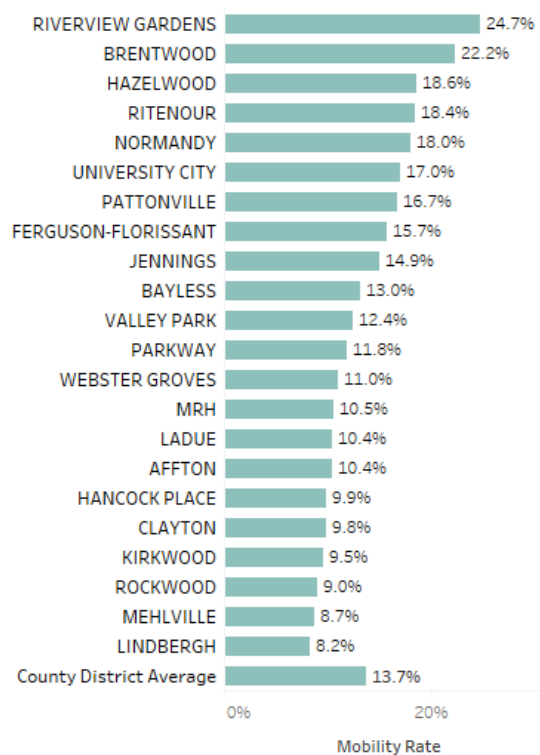 RIVERVIEW GARDENS 24.7%
BRENTWOOD 22.2%
HAZELWOOD 18.6%
RITENOUR 18.4%
NORMANDY 18.0%
UNIVERSITY CITY 17.0%
PATTONVILLE 16.7%
FERGUSON-FLORISSANT 15.7%
JENNINGS 14.9%
BAYLESS 13.0%
VALLEY PARK 12.4%
PARKWAY 11.8%
WEBSTER GROVES 11.0%
MRH 10.5%
LADUE 10.4%
AFFTON 10.4%
HANCOCK PLACE 9.9%
CLAYTON 9.8%
KIRKWOOD 9.5%
ROCKWOOD 9.0%
MEHLVILLE 8.7%
LINDBERGH 8.2%
County District Average 13.7%
0% 20%
Mobility Rate